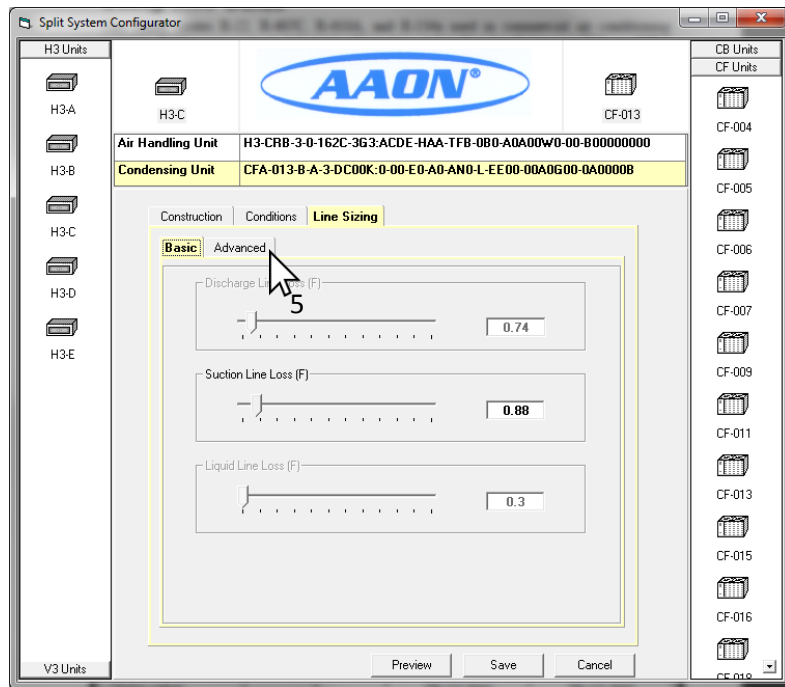 Split System Configurator
H3 Units
H3-A
H3-B
H3-C
H3-D
H3-E
V3 Units
H3-C
AAON®
CF-013
Air Handling Unit H3-CRB-3-0-162C-3G3:ACDE-HAA-TFB-0B0-A0A00W0-00-B00000000
Condensing Unit CFA-013-B-A-3-DC00K:0-00-E0-A0-AN0-L-EE00-00A0G00-0A0000B
Construction Conditions Line Sizing
Basic Advanced
Discharge Line Loss (F)
5
0.74
Suction Line Loss (F)
0.88
Liquid Line Loss (F)
0.3
Preview Save Cancel
CB Units
CF Units
CF-004
CF-005
CF-006
CF-007
CF-009
CF-011
CF-013
CF-015
CF-016